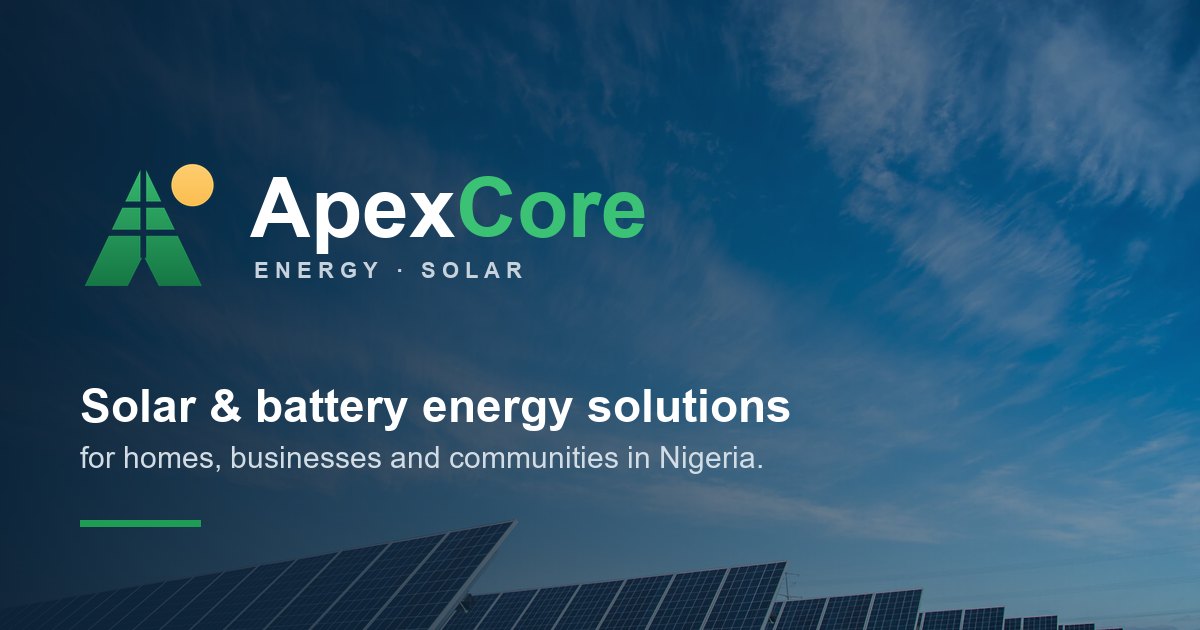 ApexCore
ENERGY · SOLAR
Solar & battery energy solutions
for homes, businesses and communities in Nigeria.